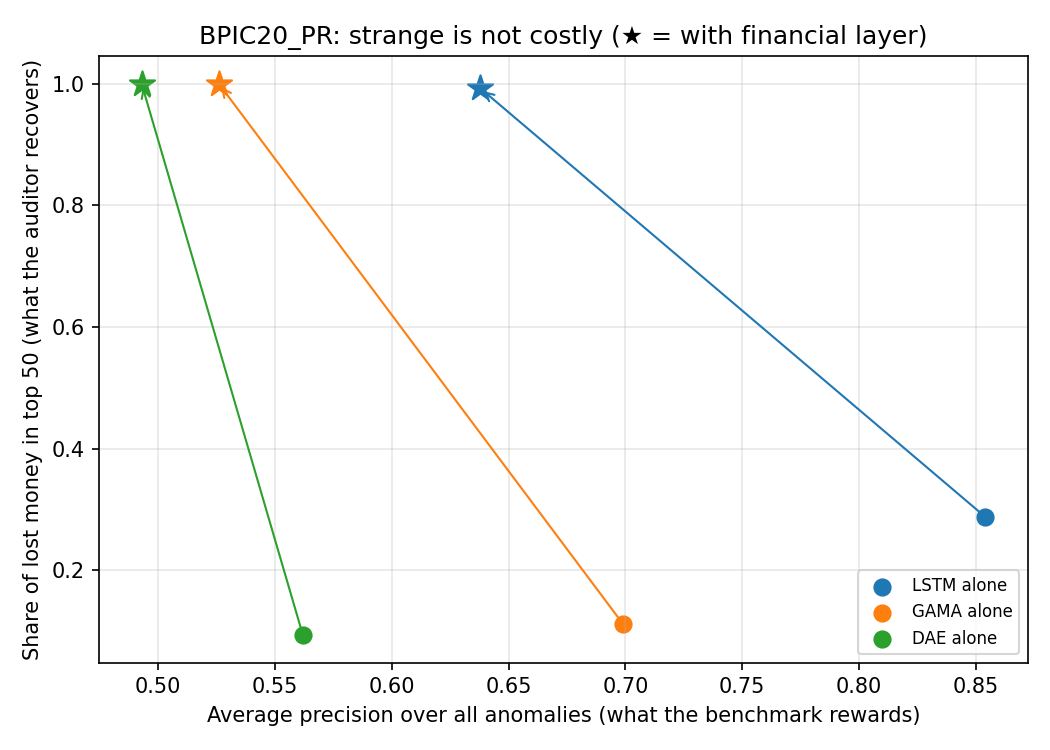 BPIC20_PR: strange is not costly (★ = with financial layer)
Share of lost money in top 50 (what the auditor recovers)
1.0
0.8
0.6
0.4
0.2
LSTM alone
GAMA alone
DAE alone
0.50 0.55 0.60 0.65 0.70 0.75 0.80 0.85
Average precision over all anomalies (what the benchmark rewards)